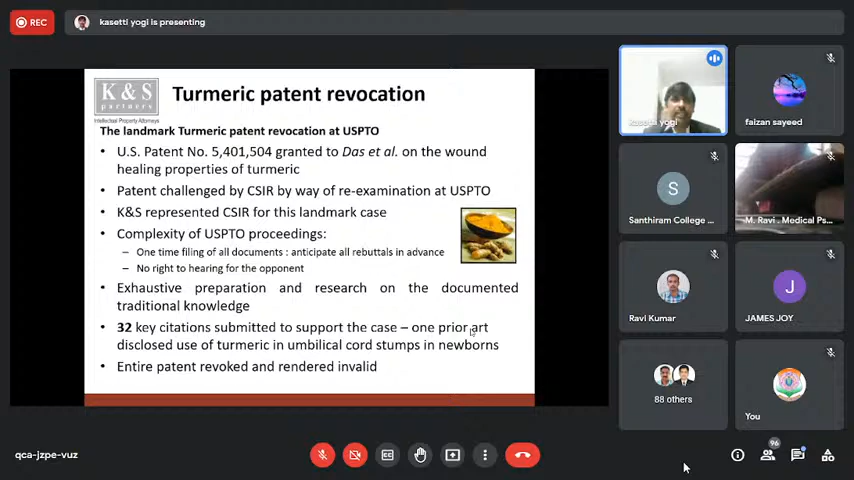 REC
kasetti yogi is presenting
K&S
partners
Intellectual Property Attorneys
Turmeric patent revocation
The landmark Turmeric patent revocation at USPTO
• U.S. Patent No. 5,401,504 granted to Das et al. on the wound
healing properties of turmeric
• Patent challenged by CSIR by way of re-examination at USPTO
• K&S represented CSIR for this landmark case
• Complexity of USPTO proceedings:
– One time filing of all documents : anticipate all rebuttals in advance
– No right to hearing for the opponent
• Exhaustive preparation and research on the documented
traditional knowledge
• 32 key citations submitted to support the case – one prior art
disclosed use of turmeric in umbilical cord stumps in newborns
• Entire patent revoked and rendered invalid
kasetti yogi
faizan sayeed
S
Santhiram College ...
M. Ravi . Medical Ps...
Ravi Kumar
J
JAMES JOY
88 others
You
qca-jzpe-vuz
CC
96